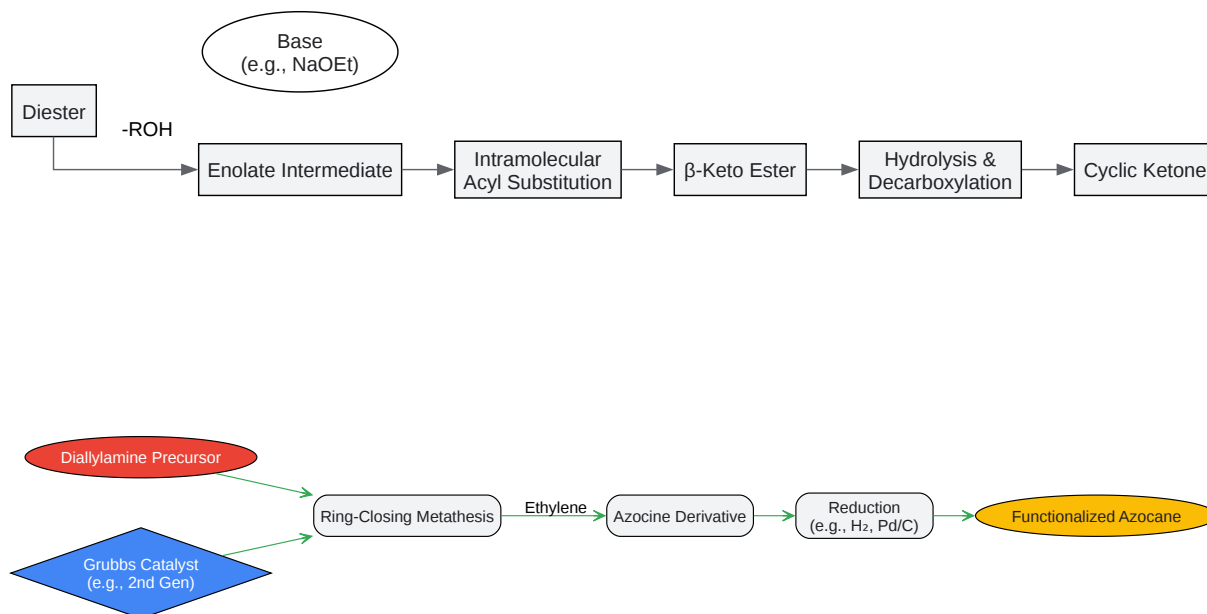 Base
(e.g., NaOEt)
Diester
-ROH
Enolate Intermediate
Intramolecular
Acyl Substitution
β-Keto Ester
Hydrolysis &
Decarboxylation
Cyclic Ketone
Diallylamine Precursor
Grubbs Catalyst
(e.g., 2nd Gen)
Ring-Closing Metathesis
Ethylene
Azocine Derivative
Reduction
(e.g., H₂, Pd/C)
Functionalized Azocane